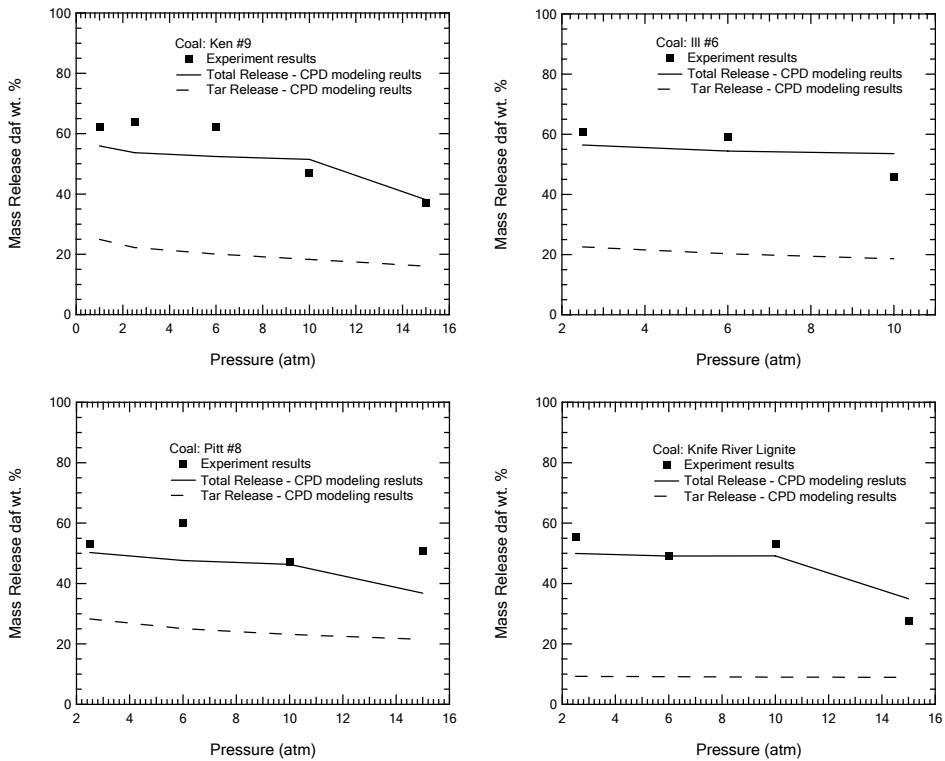 100
80
60
40
20
0
Mass Release daf wt. %
Coal: Ken #9
Experiment results
Total Release - CPD modeling reults
Tar Release - CPD modeling reults
0 2 4 6 8 10 12 14 16
Pressure (atm)
100
80
60
40
20
0
Mass Release daf wt. %
Coal: Ill #6
Experiment results
Total Release - CPD modeling reults
Tar Release - CPD modeling results
2 4 6 8 10
Pressure (atm)
100
80
60
40
20
0
Mass Release daf wt. %
Coal: Pitt #8
Experiment results
Total Release - CPD modeling resluts
Tar Release - CPD modeling results
2 4 6 8 10 12 14 16
Pressure (atm)
100
80
60
40
20
0
Mass Release daf wt. %
Coal: Knife River Lignite
Experiment results
Total Release - CPD modeling results
Tar Release - CPD modeling results
2 4 6 8 10 12 14 16
Pressure (atm)